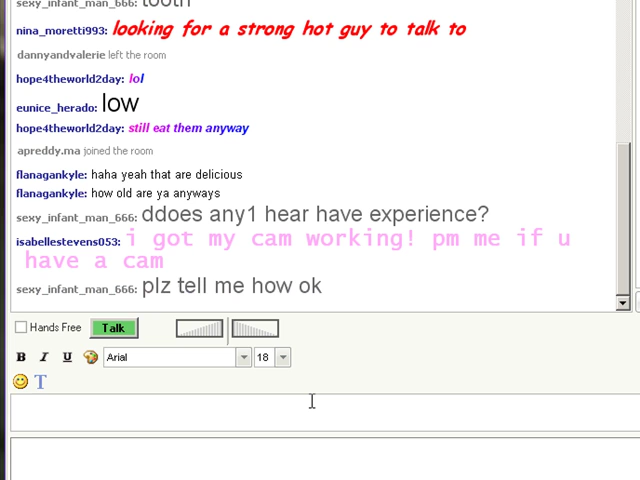 sexy_infant_man_666: tooth
nina_moretti993: looking for a strong hot guy to talk to
dannyandvalerie left the room
hope4theworld2day: lol
eunice_herado: low
hope4theworld2day: still eat them anyway
apreddy.ma joined the room
flanagankyle: haha yeah that are delicious
flanagankyle: how old are ya anyways
sexy_infant_man_666: ddoes any1 hear have experience?
isabellestevens053: i got my cam working! pm me if u
have a cam
sexy_infant_man_666: plz tell me how ok
Hands Free Talk
B I U Arial 18
T